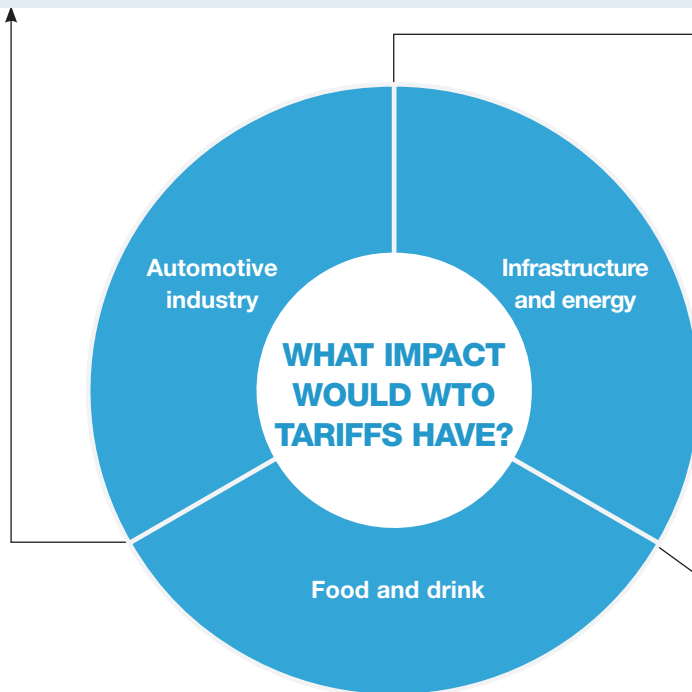 Automotive
industry
Infrastructure
and energy
WHAT IMPACT
WOULD WTO
TARIFFS HAVE?
Food and drink